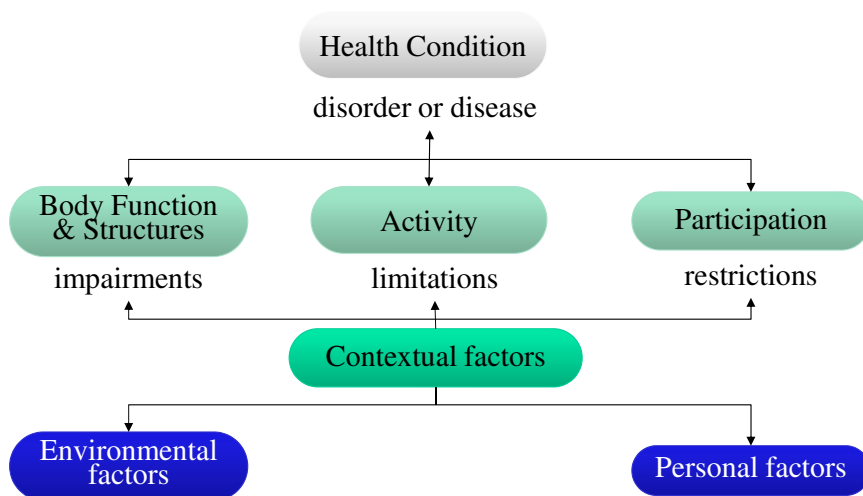 Health Condition
disorder or disease
Body Function
& Structures
Activity
Participation
impairments
limitations
restrictions
Contextual factors
Environmental
factors
Personal factors